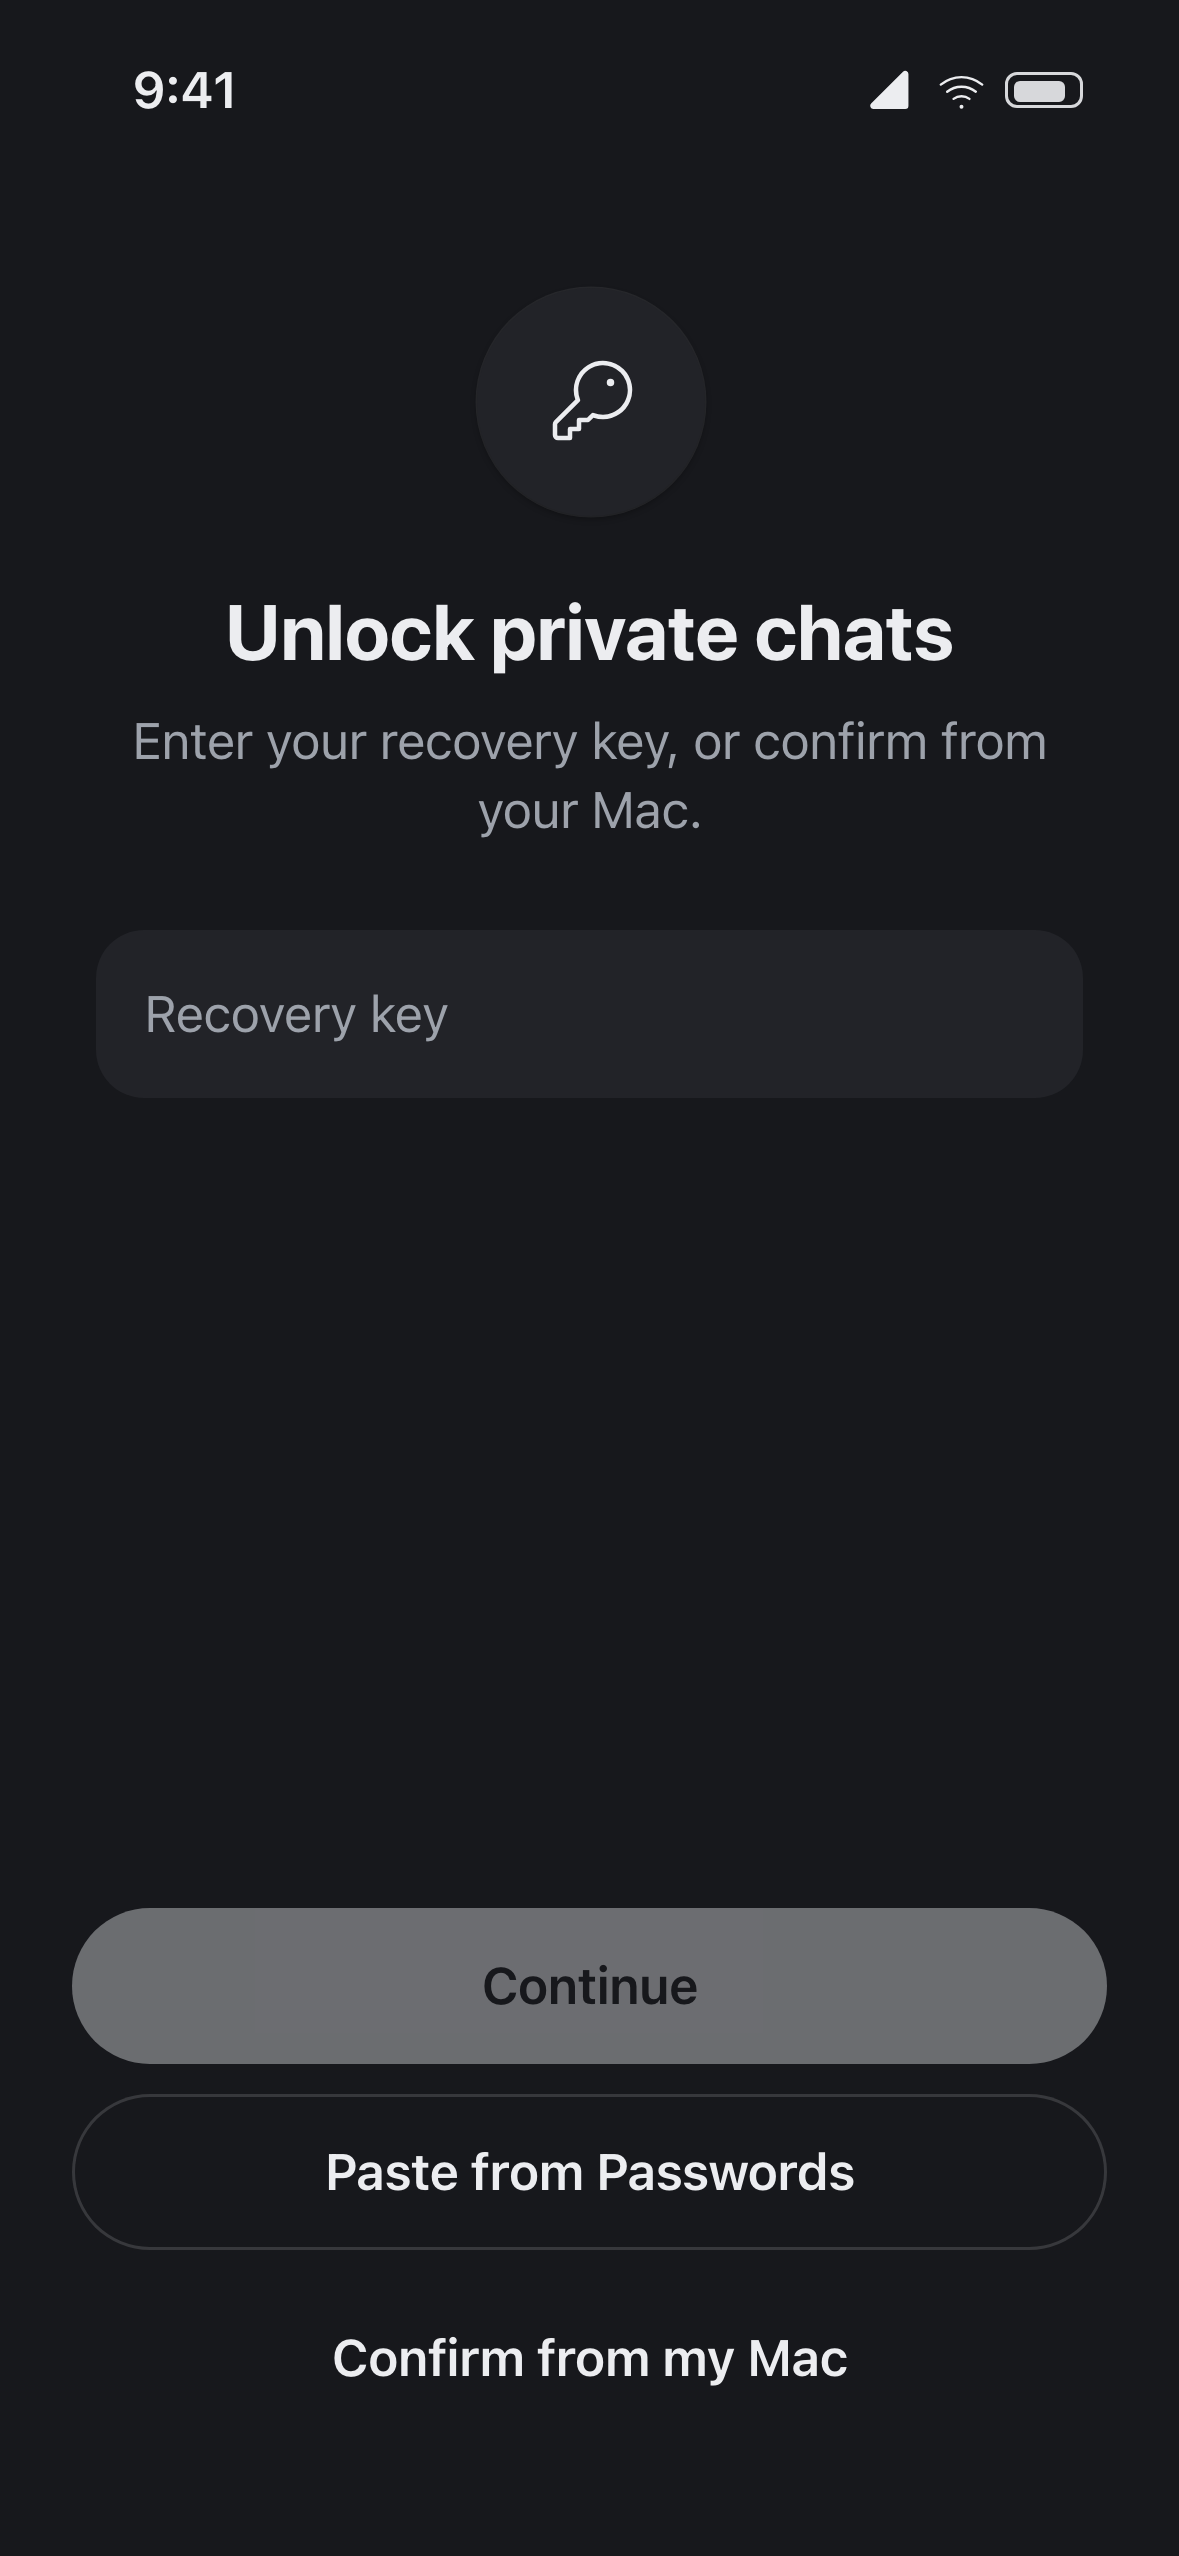 9:41
Unlock private chats
Enter your recovery key, or confirm from
your Mac.
Recovery key
Continue
Paste from Passwords
Confirm from my Mac